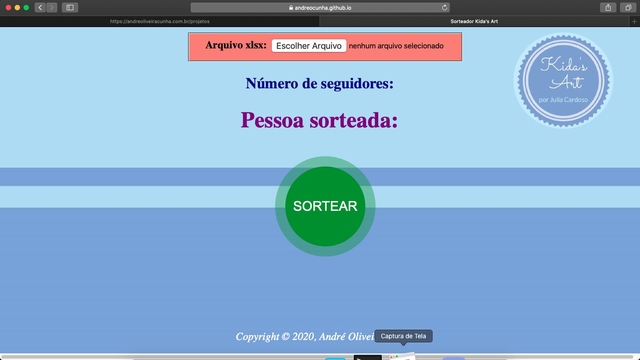 andreocunha.github.io
https://andreoliveiracunha.com.br/projetos
Sorteador Kida's Art
Arquivo xlsx: Escolher Arquivo nenhum arquivo selecionado
Kida's
Art
por Julia Cardoso
Número de seguidores:
Pessoa sorteada:
SORTEAR
Copyright © 2020, André Olivei
Captura de Tela